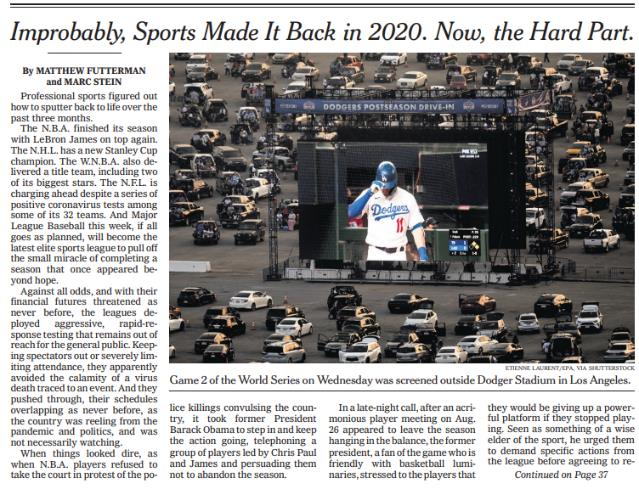 Improbably, Sports Made It Back in 2020. Now, the Hard Part.
By MATTHEW FUTTERMAN
and MARC STEIN
Professional sports figured out
how to sputter back to life over the
past three months.
The N.B.A. finished its season
with LeBron James on top again.
The N.H.L. has a new Stanley Cup
champion. The W.N.B.A. also de-
livered a title team, including two
of its biggest stars. The N.F.L. is
charging ahead despite a series of
positive coronavirus tests among
some of its 32 teams. And Major
League Baseball this week, if all
goes as planned, will become the
latest elite sports league to pull off
the small miracle of completing a
season that once appeared be-
yond hope.
Against all odds, and with their
financial futures threatened as
never before, the leagues de-
ployed aggressive, rapid-re-
sponse testing that remains out of
reach for the general public. Keep-
ing spectators out or severely lim-
iting attendance, they apparently
avoided the calamity of a virus
death traced to an event. And they
pushed through, their schedules
overlapping as never before, as
the country was reeling from the
pandemic and politics, and was
not necessarily watching.
When things looked dire, as
when N.B.A. players refused to
take the court in protest of the po-
DODGERS POSTSEASON DRIVE-IN
Dodgers
11
ETIENNE LAURENT/EPA, VIA SHUTTERSTOCK
Game 2 of the World Series on Wednesday was screened outside Dodger Stadium in Los Angeles.
lice killings convulsing the coun-
try, it took former President
Barack Obama to step in and keep
the action going, telephoning a
group of players led by Chris Paul
and James and persuading them
not to abandon the season.
In a late-night call, after an acri-
monious player meeting on Aug.
26 appeared to leave the season
hanging in the balance, the former
president, a fan of the game who is
friendly with basketball lumi-
naries, stressed to the players that
they would be giving up a power-
ful platform if they stopped play-
ing. Seen as something of a wise
elder of the sport, he urged them
to demand specific actions from
the league before agreeing to re-
Continued on Page 37